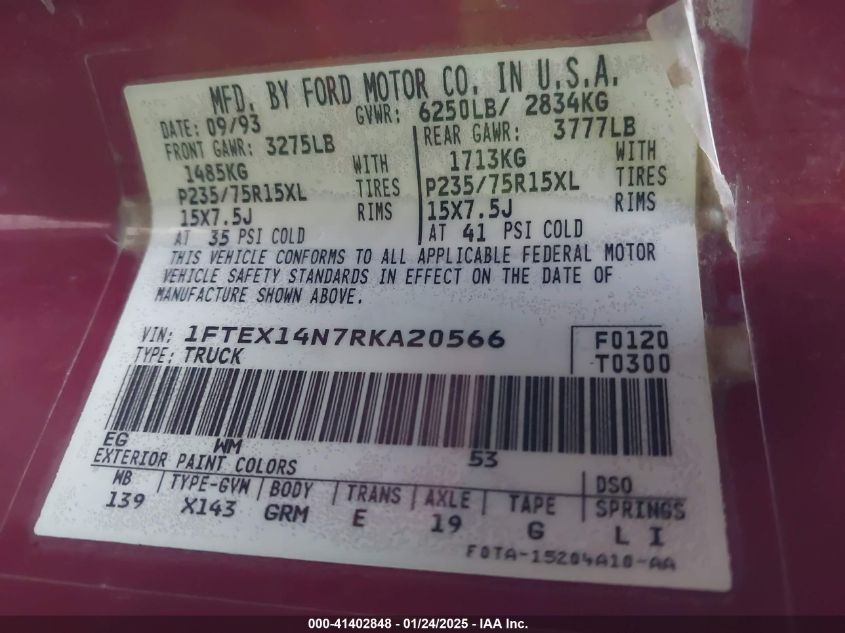 MFD. BY FORD MOTOR CO. IN U.S.A.
DATE: 09/93 GVWR: 6250LB/ 2834KG
FRONT GAWR: 3275LB REAR GAWR: 3777LB
1485KG WITH 1713KG WITH
P235/75R15XL TIRES P235/75R15XL TIRES
15X7.5J RIMS 15X7.5J RIMS
AT 35 PSI COLD AT 41 PSI COLD
THIS VEHICLE CONFORMS TO ALL APPLICABLE FEDERAL MOTOR
VEHICLE SAFETY STANDARDS IN EFFECT ON THE DATE OF
MANUFACTURE SHOWN ABOVE.
VIN: 1FTEX14N7RKA20566 F0120
TYPE: TRUCK T0300
EG WM 53
EXTERIOR PAINT COLORS DSO
WB TYPE-GVM BODY TRANS AXLE TAPE SPRINGS
139 X143 GRM E 19 G L I
F0TA-15204A10-AA
000-41402848 - 01/24/2025 - IAA Inc.